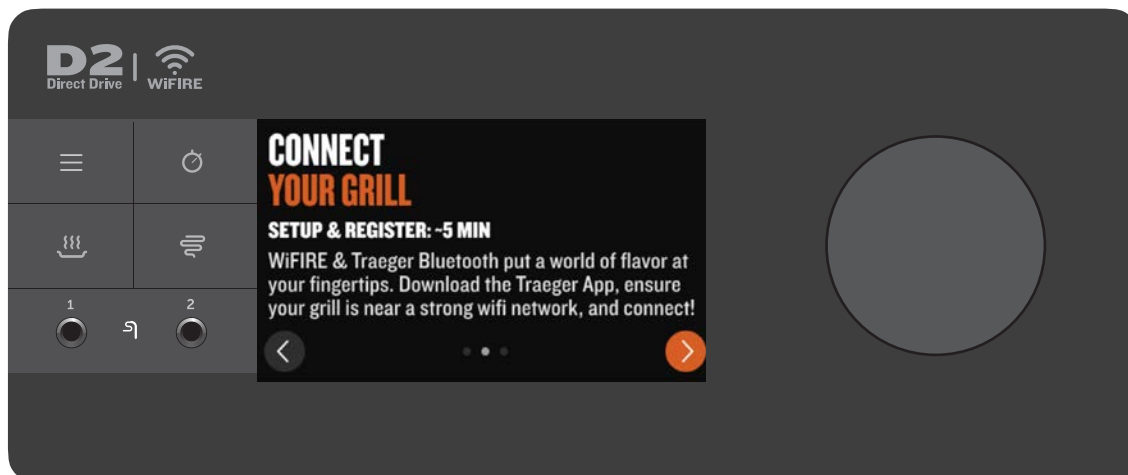 D2
Direct Drive
WiFIRE
CONNECT
YOUR GRILL
SETUP & REGISTER: ~5 MIN
WiFIRE & Traeger Bluetooth put a world of flavor at
your fingertips. Download the Traeger App, ensure
your grill is near a strong wifi network, and connect!
1
2